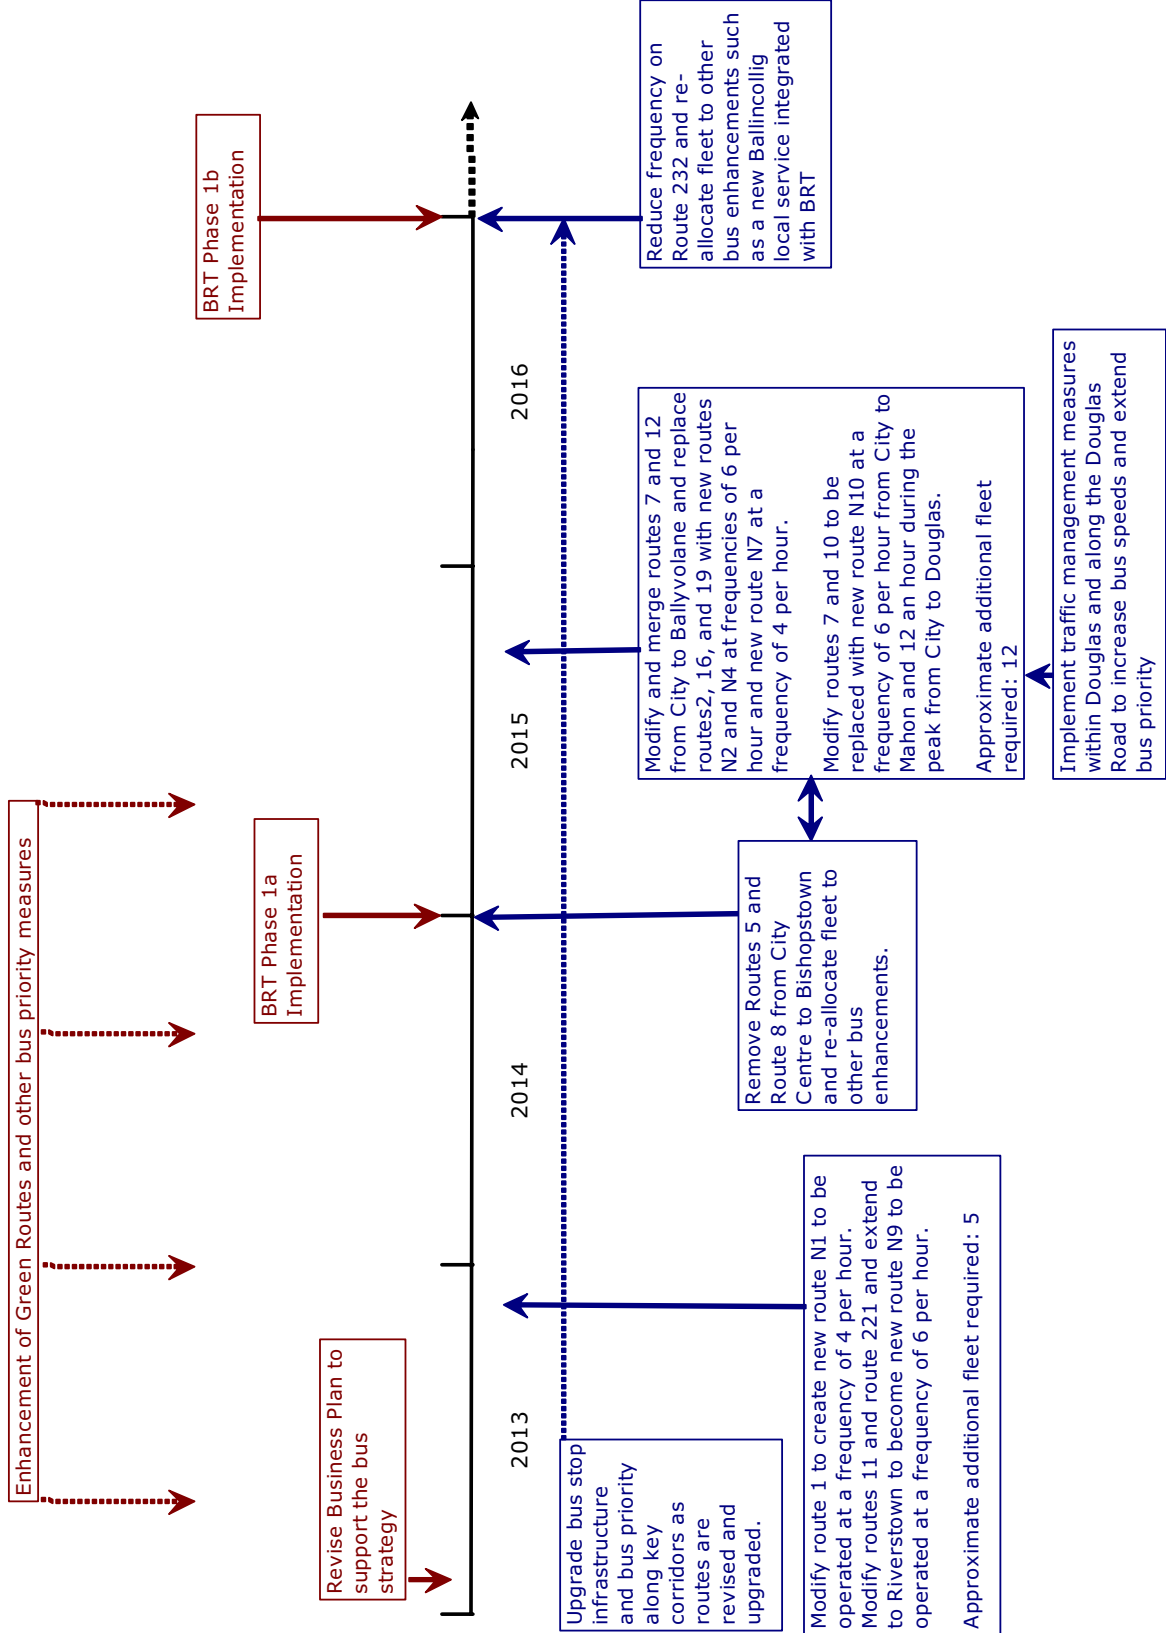 Enhancement of Green Routes and other bus priority measures
Revise Business Plan to
support the bus
strategy
BRT Phase 1a
Implementation
BRT Phase 1b
Implementation
2013
2014
2015
2016
Upgrade bus stop
infrastructure
and bus priority
along key
corridors as
routes are
revised and
upgraded.
Modify route 1 to create new route N1 to be
operated at a frequency of 4 per hour.
Modify routes 11 and route 221 and extend
to Riverstown to become new route N9 to be
operated at a frequency of 6 per hour.
Approximate additional fleet required: 5
Remove Routes 5 and
Route 8 from City
Centre to Bishopstown
and re-allocate fleet to
other bus
enhancements.
Modify and merge routes 7 and 12
from City to Ballyvolane and replace
routes2, 16, and 19 with new routes
N2 and N4 at frequencies of 6 per
hour and new route N7 at a
frequency of 4 per hour.
Modify routes 7 and 10 to be
replaced with new route N10 at a
frequency of 6 per hour from City to
Mahon and 12 an hour during the
peak from City to Douglas.
Approximate additional fleet
required: 12
Implement traffic management measures
within Douglas and along the Douglas
Road to increase bus speeds and extend
bus priority
Reduce frequency on
Route 232 and re-
allocate fleet to other
bus enhancements such
as a new Ballincollig
local service integrated
with BRT